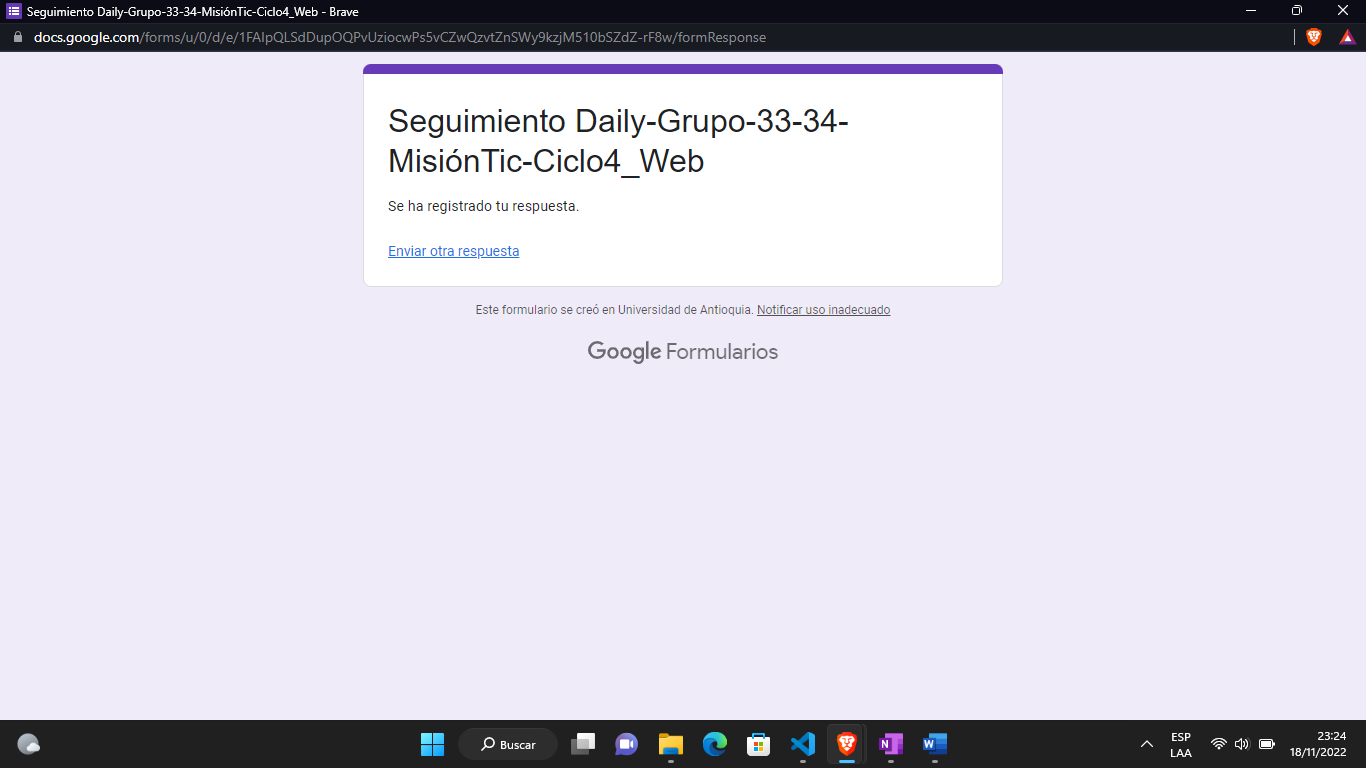 Seguimiento Daily-Grupo-33-34-MisiónTic-Ciclo4_Web - Brave
docs.google.com/forms/u/0/d/e/1FAIpQLSdDupOQPvUziocwPs5vCZwQzvtZnSWy9kzjM510bSZdZ-rF8w/formResponse
Seguimiento Daily-Grupo-33-34-
MisiónTic-Ciclo4_Web
Se ha registrado tu respuesta.
Enviar otra respuesta
Este formulario se creó en Universidad de Antioquia. Notificar uso inadecuado
Google Formularios
Buscar
ESP
LAA
23:24
18/11/2022